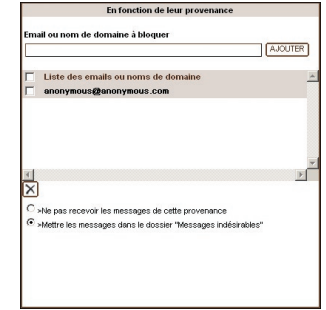 En fonction de leur provenance
Email ou nom de domaine à bloquer
AJOUTER
Liste des emails ou noms de domaine
anonymous@anonymous.com
>Ne pas recevoir les messages de cette provenance
>Mettre les messages dans le dossier "Messages indésirables"